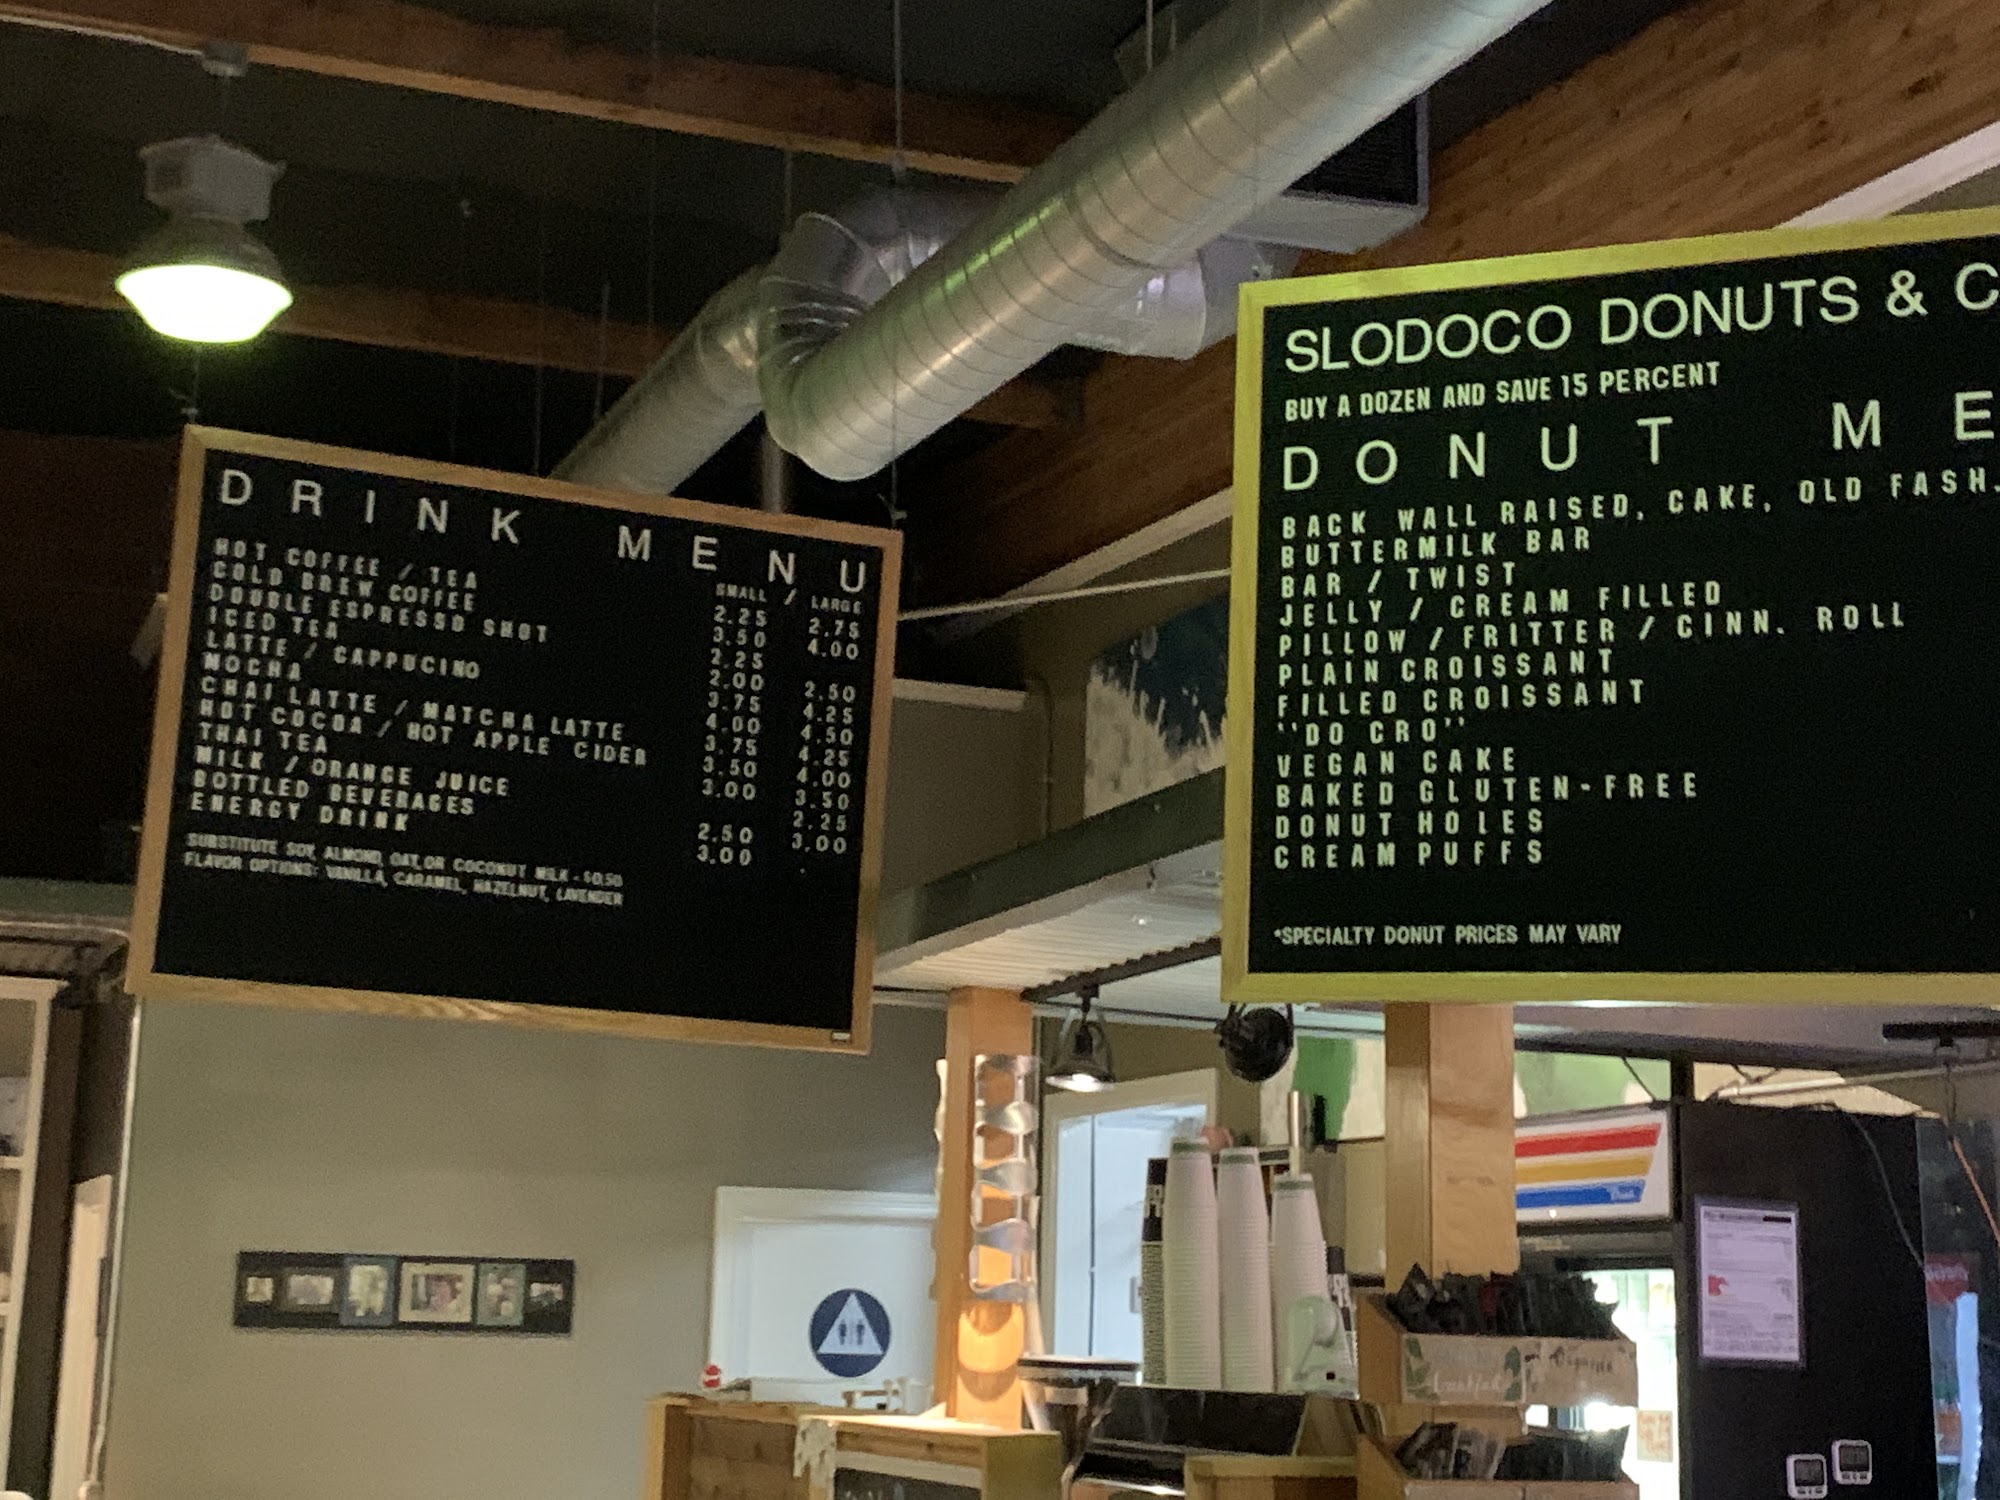 DRINK MENU
SMALL / LARGE
HOT COFFEE / TEA 2.25 2.75
COLD BREW COFFEE 3.50 4.00
DOUBLE ESPRESSO SHOT 2.25
ICED TEA 2.00 2.50
LATTE / CAPPUCINO 3.75 4.25
MOCHA 4.00 4.50
CHAI LATTE / MATCHA LATTE 3.75 4.25
HOT COCOA / HOT APPLE CIDER 3.50 4.00
THAI TEA 3.00 3.50
MILK / ORANGE JUICE 2.25
BOTTLED BEVERAGES 2.50 3.00
ENERGY DRINK 3.00
SUBSTITUTE SOY, ALMOND, OAT, OR COCONUT MILK - $0.50
FLAVOR OPTIONS: VANILLA, CARAMEL, HAZELNUT, LAVENDER
SLODOCO DONUTS & C
BUY A DOZEN AND SAVE 15 PERCENT
DONUT ME
BACK WALL RAISED, CAKE, OLD FASH.
BUTTERMILK BAR
BAR / TWIST
JELLY / CREAM FILLED
PILLOW / FRITTER / CINN. ROLL
PLAIN CROISSANT
FILLED CROISSANT
"DO CRO"
VEGAN CAKE
BAKED GLUTEN-FREE
DONUT HOLES
CREAM PUFFS
*SPECIALTY DONUT PRICES MAY VARY